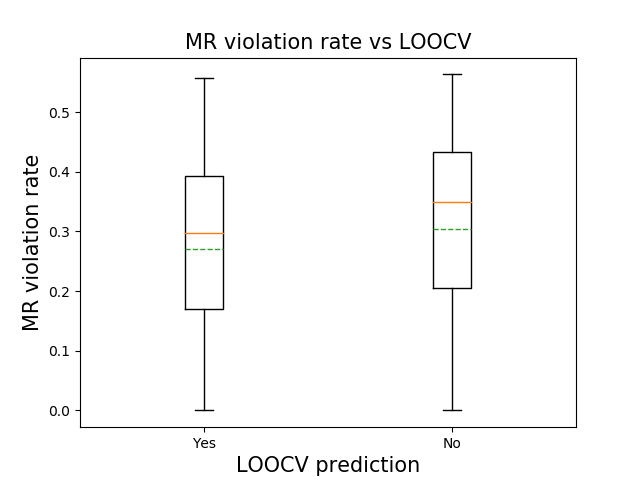 MR violation rate vs LOOCV
MR violation rate
0.5
0.4
0.3
0.2
0.1
0.0
Yes
No
LOOCV prediction